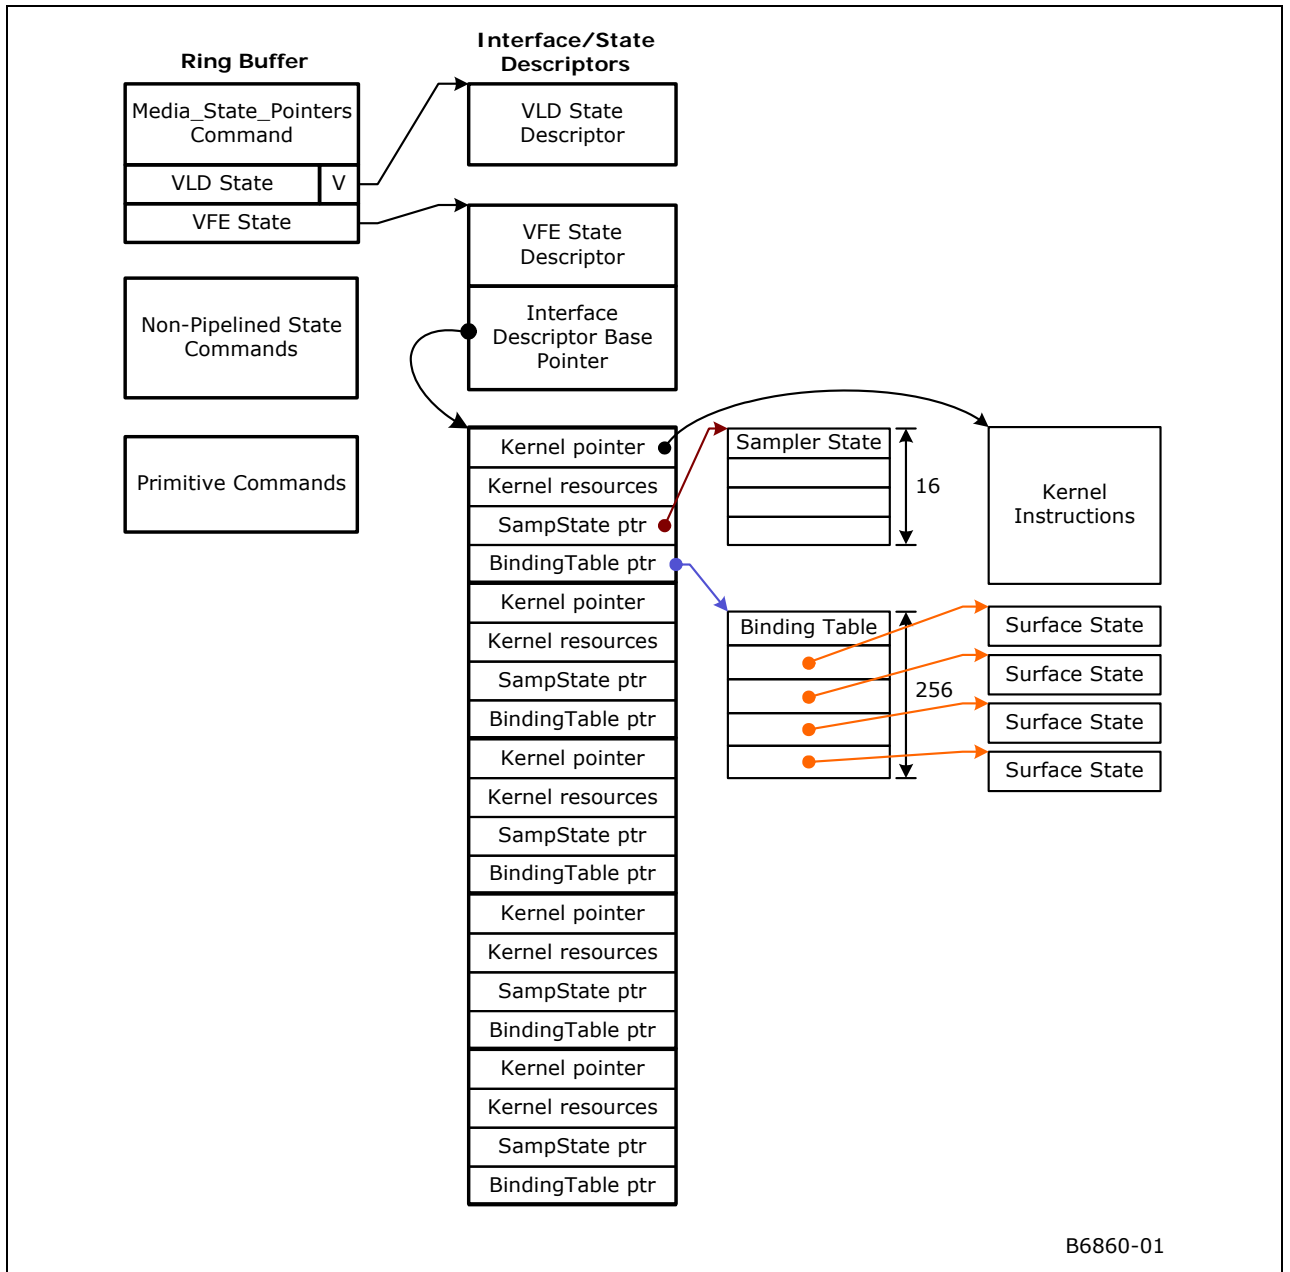 Ring Buffer
Media_State_Pointers
Command
VLD State
V
VFE State
Non-Pipelined State
Commands
Primitive Commands
Interface/State
Descriptors
VLD State
Descriptor
VFE State
Descriptor
Interface
Descriptor Base
Pointer
Kernel pointer
Kernel resources
SampState ptr
BindingTable ptr
Kernel pointer
Kernel resources
SampState ptr
BindingTable ptr
Kernel pointer
Kernel resources
SampState ptr
BindingTable ptr
Kernel pointer
Kernel resources
SampState ptr
BindingTable ptr
Kernel pointer
Kernel resources
SampState ptr
BindingTable ptr
Sampler State
16
Binding Table
256
Kernel
Instructions
Surface State
Surface State
Surface State
Surface State
B6860-01